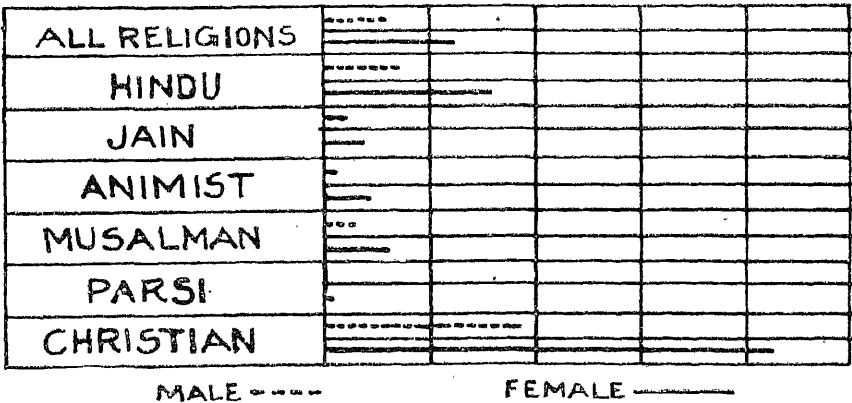 ALL RELIGIONS
HINDU
JAIN
ANIMIST
MUSALMAN
PARSI
CHRISTIAN
MALE FEMALE